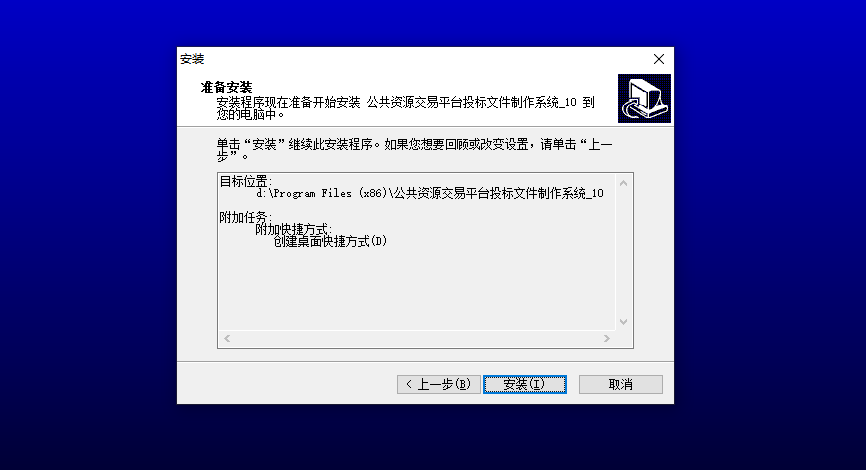 安装
准备安装
安装程序现在准备开始安装 公共资源交易平台投标文件制作系统_10 到
您的电脑中。
单击“安装”继续此安装程序。如果您想要回顾或改变设置，请单击“上一
步”。
目标位置:
d:\Program Files (x86)\公共资源交易平台投标文件制作系统_10
附加任务:
附加快捷方式:
创建桌面快捷方式(D)
< 上一步(B) 安装(I) 取消